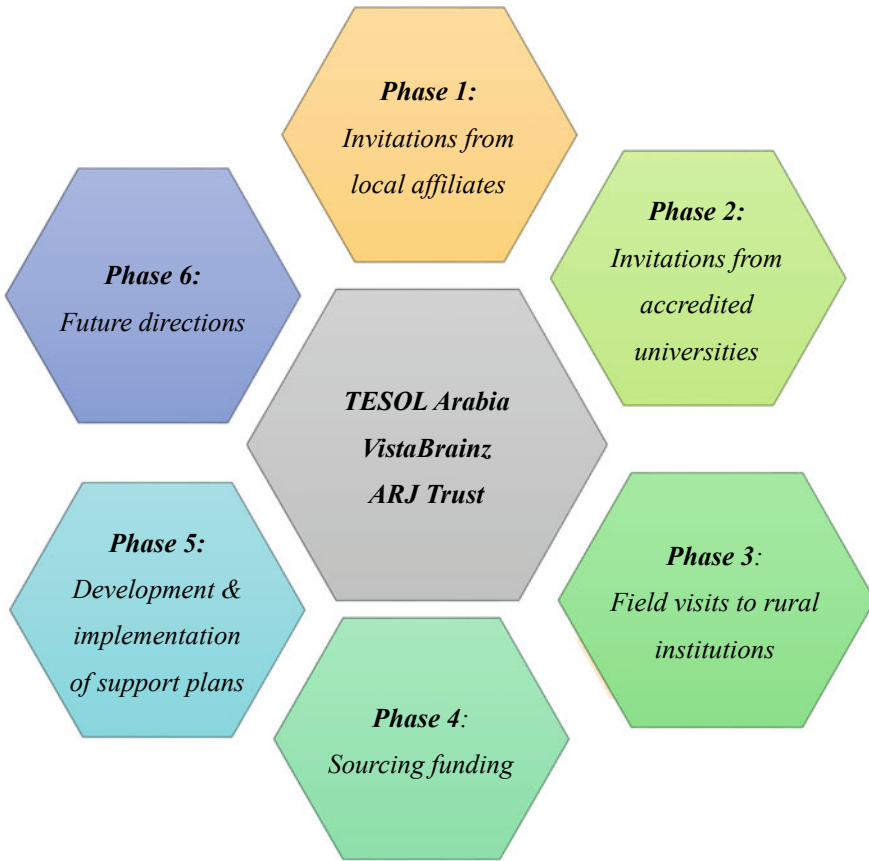 Phase 1:
Invitations from
local affiliates
Phase 2:
Invitations from
accredited
universities
Phase 3:
Field visits to rural
institutions
Phase 4:
Sourcing funding
Phase 5:
Development &
implementation
of support plans
Phase 6:
Future directions
TESOL Arabia
VistaBrainz
ARJ Trust